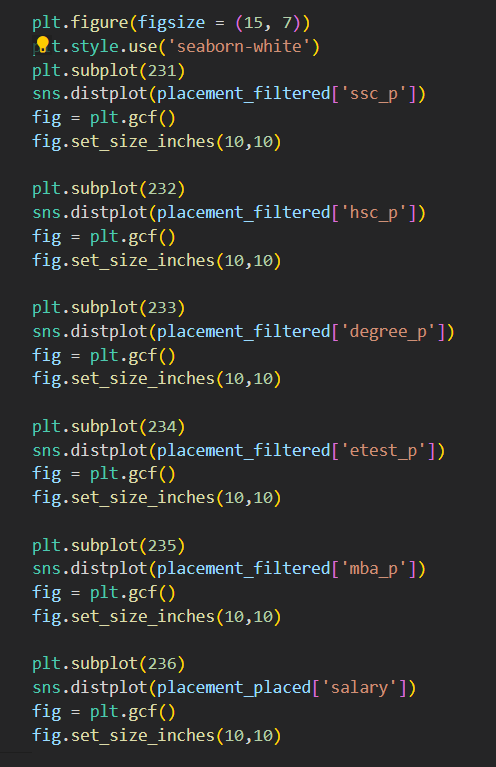 plt.figure(figsize = (15, 7))
t.style.use('seaborn-white')
plt.subplot(231)
sns.distplot(placement_filtered['ssc_p'])
fig = plt.gcf()
fig.set_size_inches(10,10)

plt.subplot(232)
sns.distplot(placement_filtered['hsc_p'])
fig = plt.gcf()
fig.set_size_inches(10,10)

plt.subplot(233)
sns.distplot(placement_filtered['degree_p'])
fig = plt.gcf()
fig.set_size_inches(10,10)

plt.subplot(234)
sns.distplot(placement_filtered['etest_p'])
fig = plt.gcf()
fig.set_size_inches(10,10)

plt.subplot(235)
sns.distplot(placement_filtered['mba_p'])
fig = plt.gcf()
fig.set_size_inches(10,10)

plt.subplot(236)
sns.distplot(placement_placed['salary'])
fig = plt.gcf()
fig.set_size_inches(10,10)